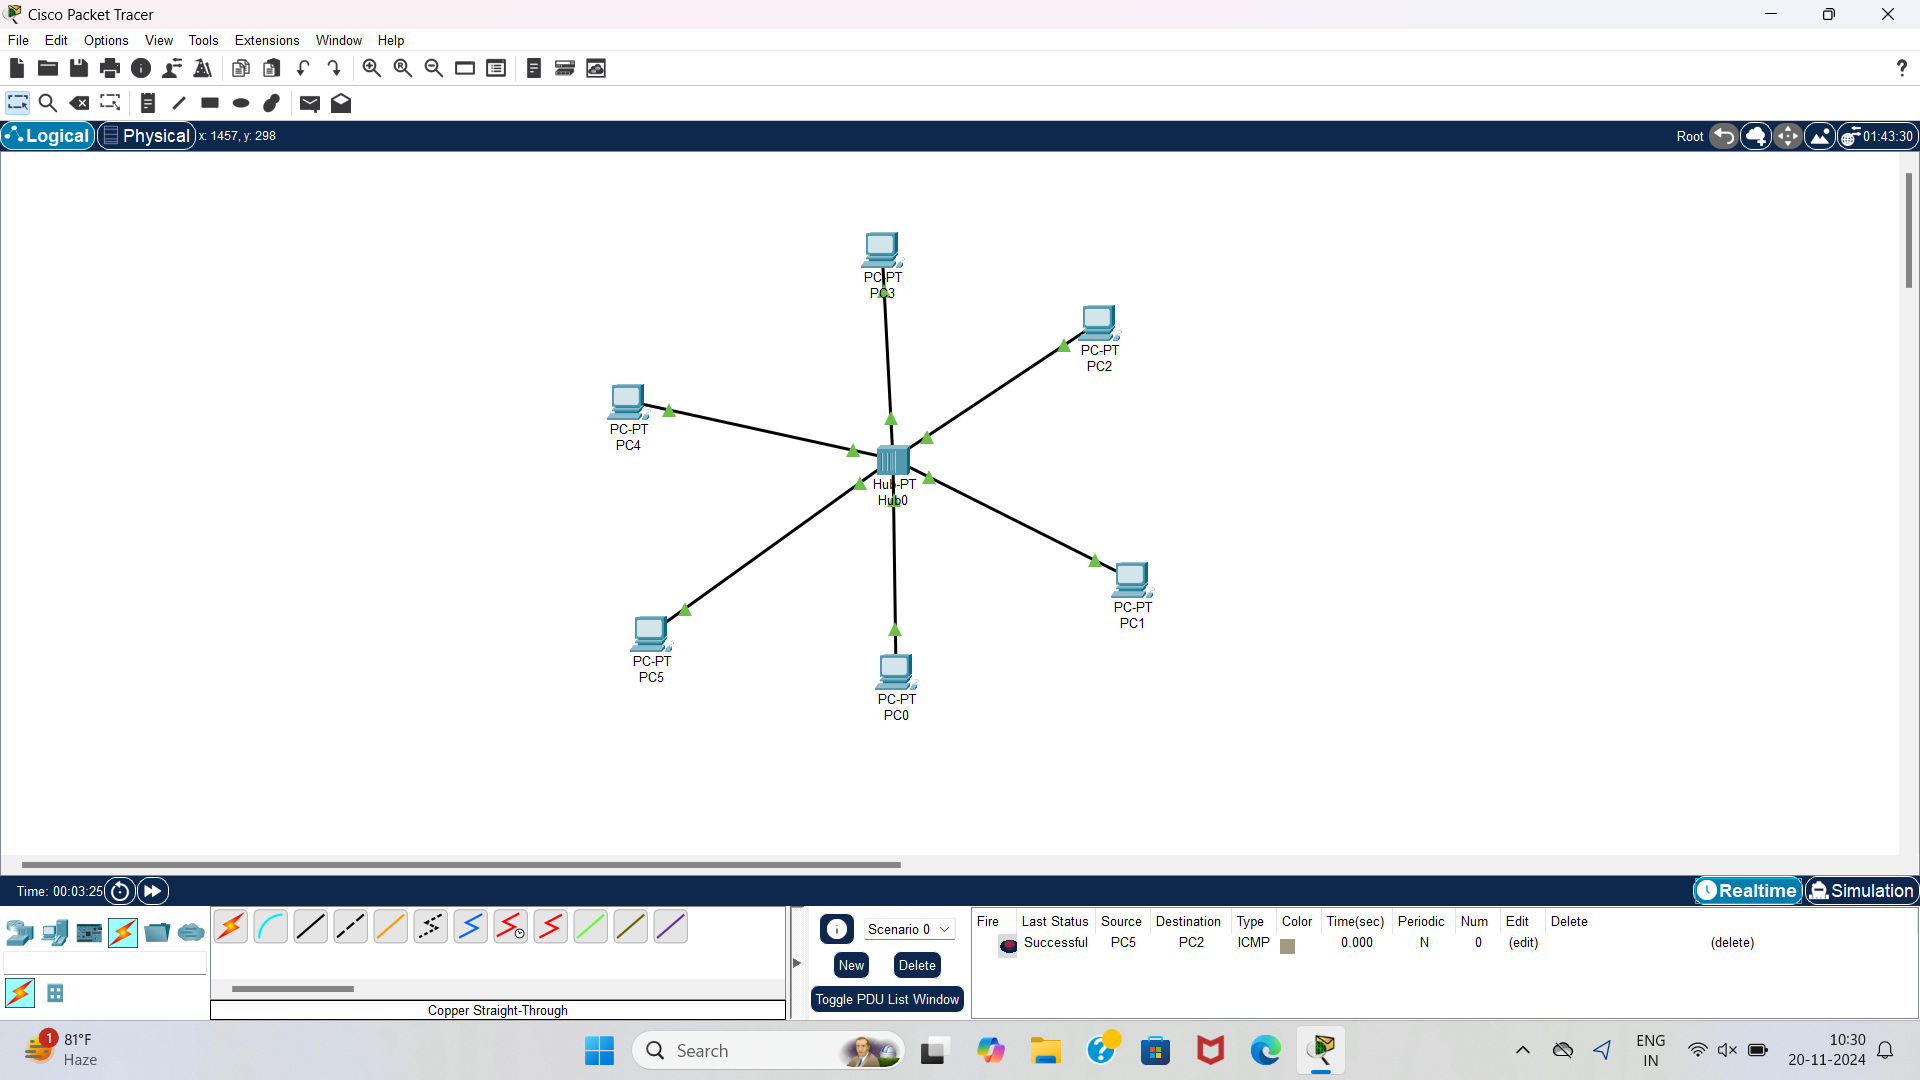 Cisco Packet Tracer
File Edit Options View Tools Extensions Window Help
Logical Physical x: 1457, y: 298 Root 01:43:30
PC-PT
PC3
PC-PT
PC2
PC-PT
PC4
Hub-PT
Hub0
PC-PT
PC1
PC-PT
PC5
PC-PT
PC0
Time: 00:03:25 Realtime Simulation
Scenario 0
New Delete
Toggle PDU List Window
Fire Last Status Source Destination Type Color Time(sec) Periodic Num Edit Delete
Successful PC5 PC2 ICMP 0.000 N 0 (edit) (delete)
Copper Straight-Through
1
81°F
Haze
Search
ENG
IN
10:30
20-11-2024